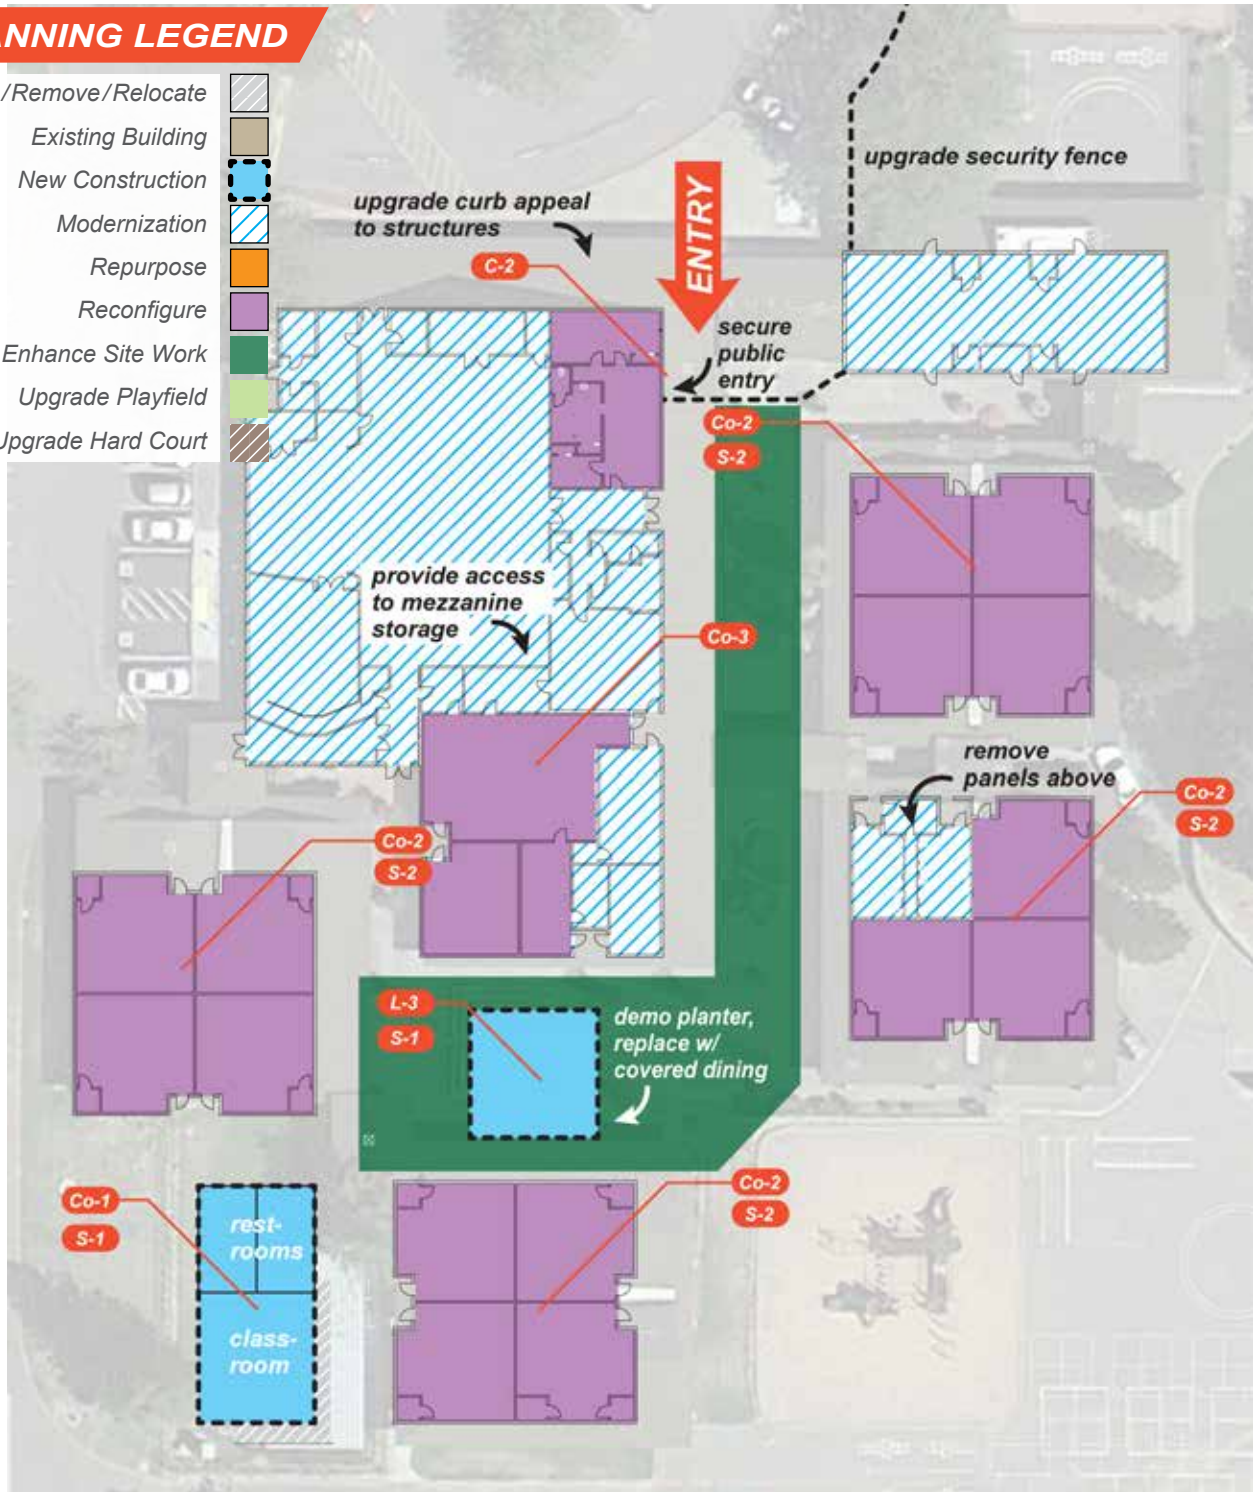 ANNING LEGEND
/Remove/Relocate
Existing Building
New Construction
Modernization
Repurpose
Reconfigure
Enhance Site Work
Upgrade Playfield
Upgrade Hard Court
upgrade security fence
upgrade curb appeal
to structures
ENTRY
C-2
secure
public
entry
Co-2
S-2
provide access
to mezzanine
storage
Co-3
remove
panels above
Co-2
S-2
Co-2
S-2
L-3
S-1
demo planter,
replace w/
covered dining
Co-1
S-1
rest-
rooms
class-
room
Co-2
S-2